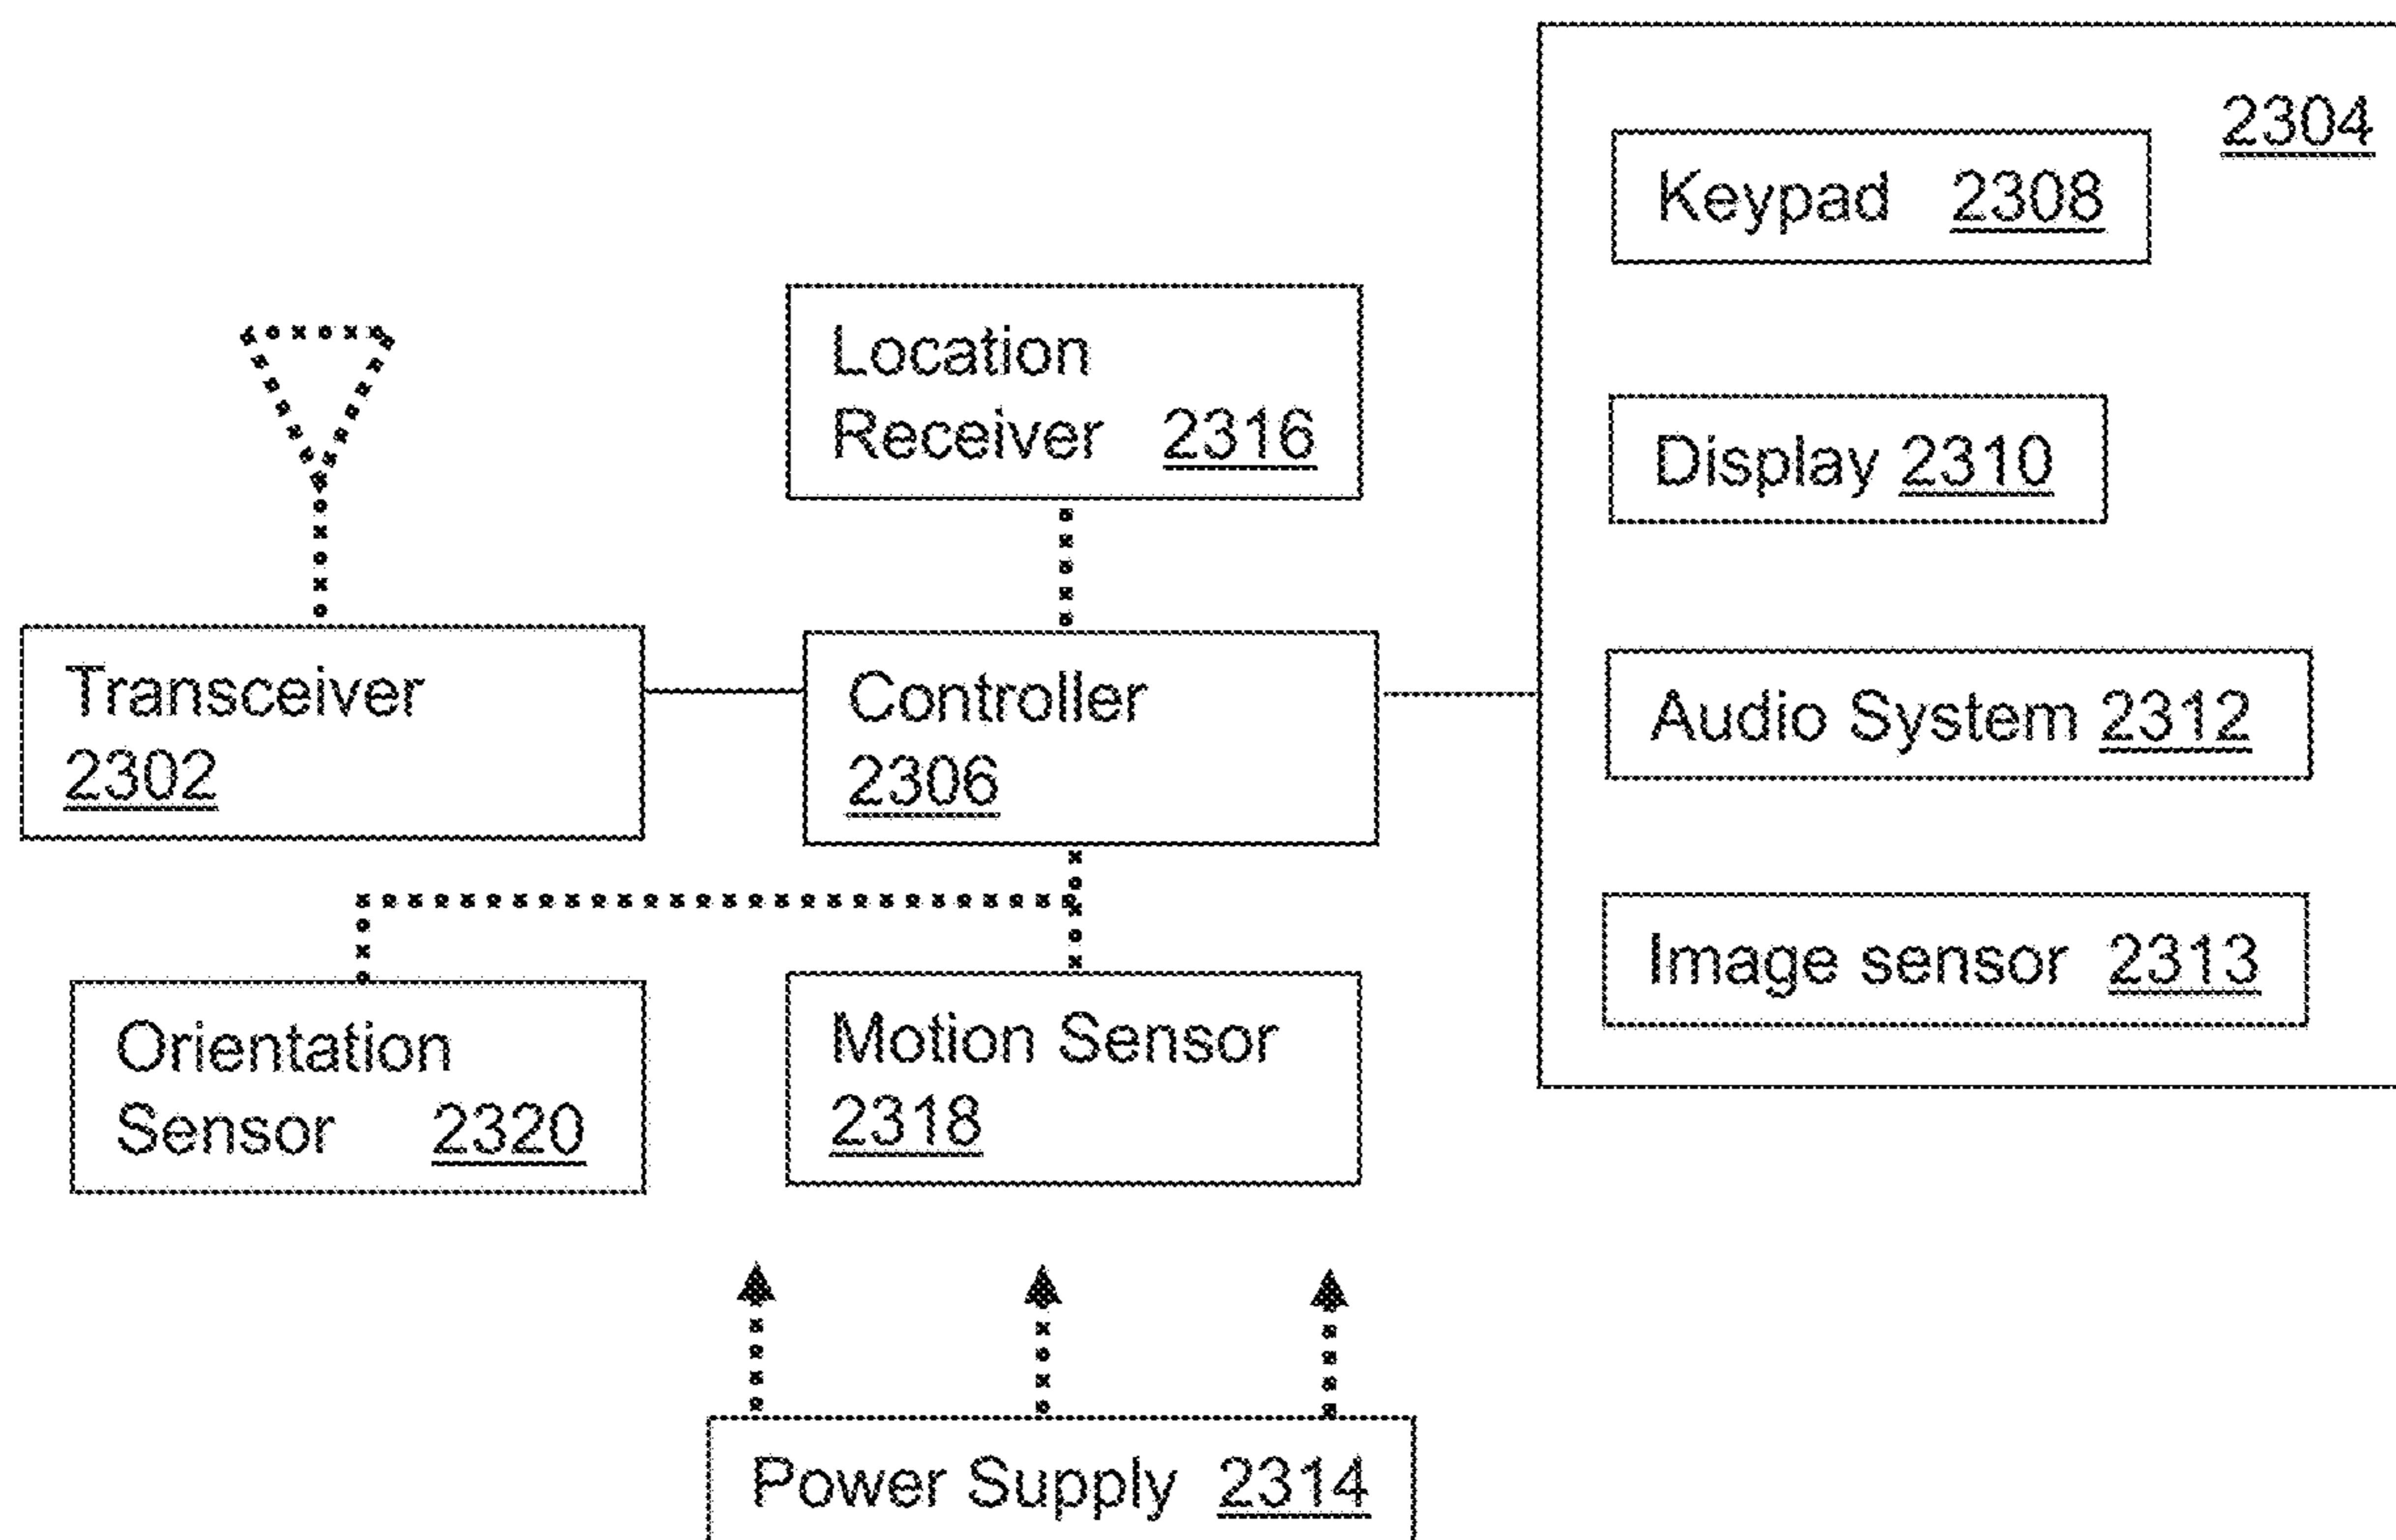 2304
Keypad 2308
Display 2310
Audio System 2312
Image sensor 2313
Location
Receiver 2316
Transceiver
2302
Controller
2306
Orientation
Sensor 2320
Motion Sensor
2318
Power Supply 2314